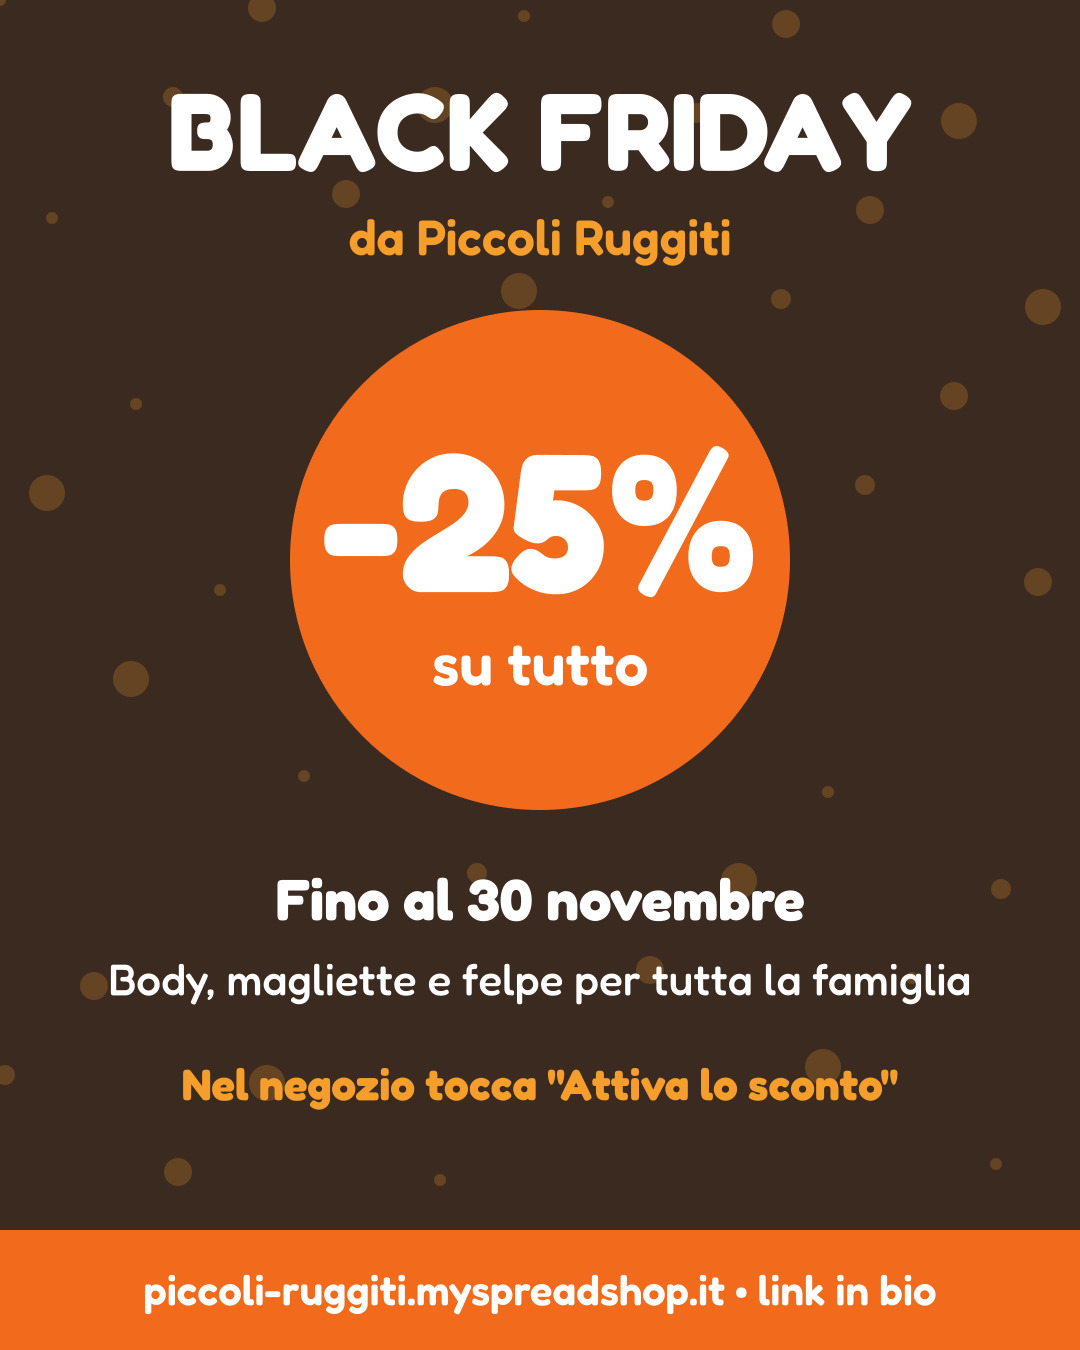 BLACK FRIDAY
da Piccoli Ruggiti
-25%
su tutto
Fino al 30 novembre
Body, magliette e felpe per tutta la famiglia
Nel negozio tocca "Attiva lo sconto"
piccoli-ruggiti.myspreadshop.it • link in bio